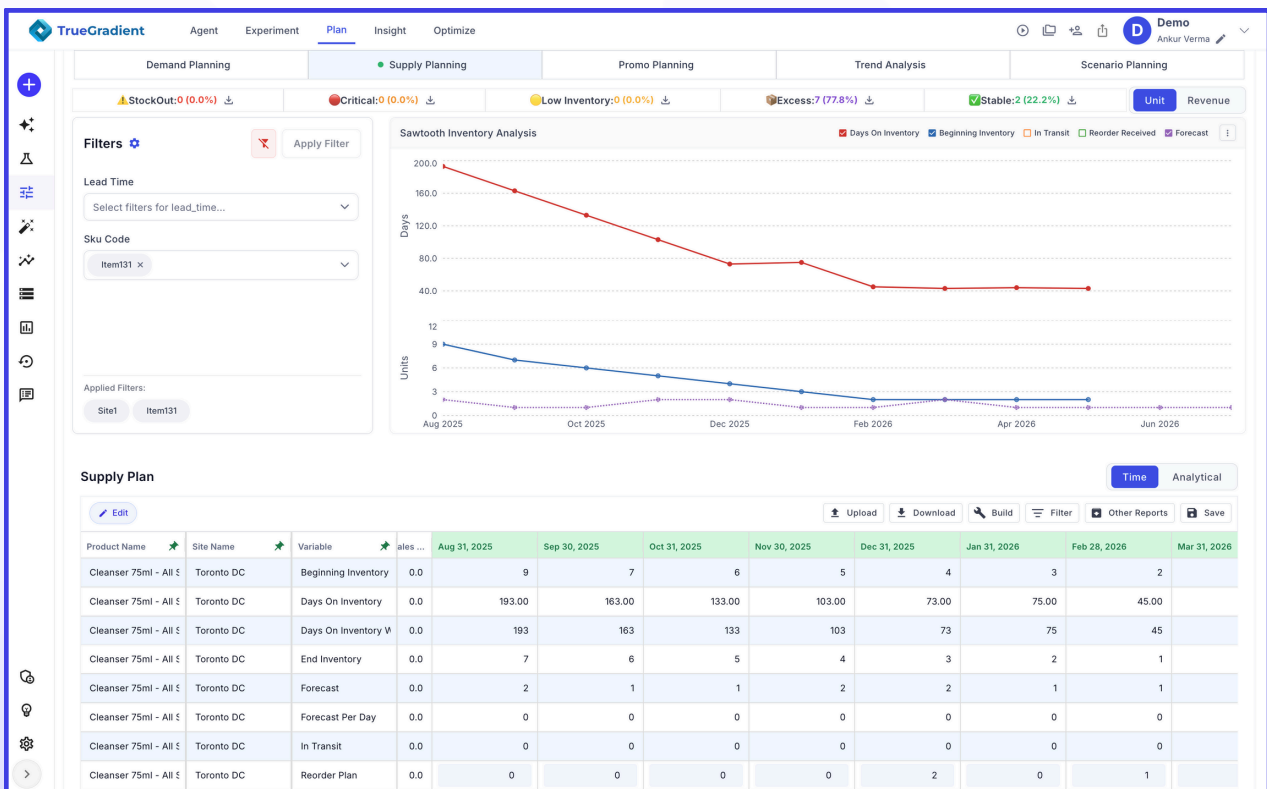 TrueGradient
Agent Experiment Plan Insight Optimize
D Demo
Ankur Verma
Demand Planning Supply Planning Promo Planning Trend Analysis Scenario Planning
StockOut:0 (0.0%) Critical:0 (0.0%) Low Inventory:0 (0.0%) Excess:7 (77.8%) Stable:2 (22.2%) Unit Revenue
Filters Apply Filter
Lead Time
Select filters for lead_time...
Sku Code
Item131 ×
Applied Filters:
Site1 Item131
Sawtooth Inventory Analysis Days On Inventory Beginning Inventory In Transit Reorder Received Forecast
200.0
160.0
120.0
80.0
40.0
Days
12
9
6
3
0
Units
Aug 2025 Oct 2025 Dec 2025 Feb 2026 Apr 2026 Jun 2026
Supply Plan Time Analytical
Edit Upload Download Build Filter Other Reports Save
Product Name Site Name Variable ales ... Aug 31, 2025 Sep 30, 2025 Oct 31, 2025 Nov 30, 2025 Dec 31, 2025 Jan 31, 2026 Feb 28, 2026 Mar 31, 2026
Cleanser 75ml - All S Toronto DC Beginning Inventory 0.0 9 7 6 5 4 3 2
Cleanser 75ml - All S Toronto DC Days On Inventory 0.0 193.00 163.00 133.00 103.00 73.00 75.00 45.00
Cleanser 75ml - All S Toronto DC Days On Inventory W 0.0 193 163 133 103 73 75 45
Cleanser 75ml - All S Toronto DC End Inventory 0.0 7 6 5 4 3 2 1
Cleanser 75ml - All S Toronto DC Forecast 0.0 2 1 1 2 2 1 1
Cleanser 75ml - All S Toronto DC Forecast Per Day 0.0 0 0 0 0 0 0 0
Cleanser 75ml - All S Toronto DC In Transit 0.0 0 0 0 0 0 0 0
Cleanser 75ml - All S Toronto DC Reorder Plan 0.0 0 0 0 0 2 0 1